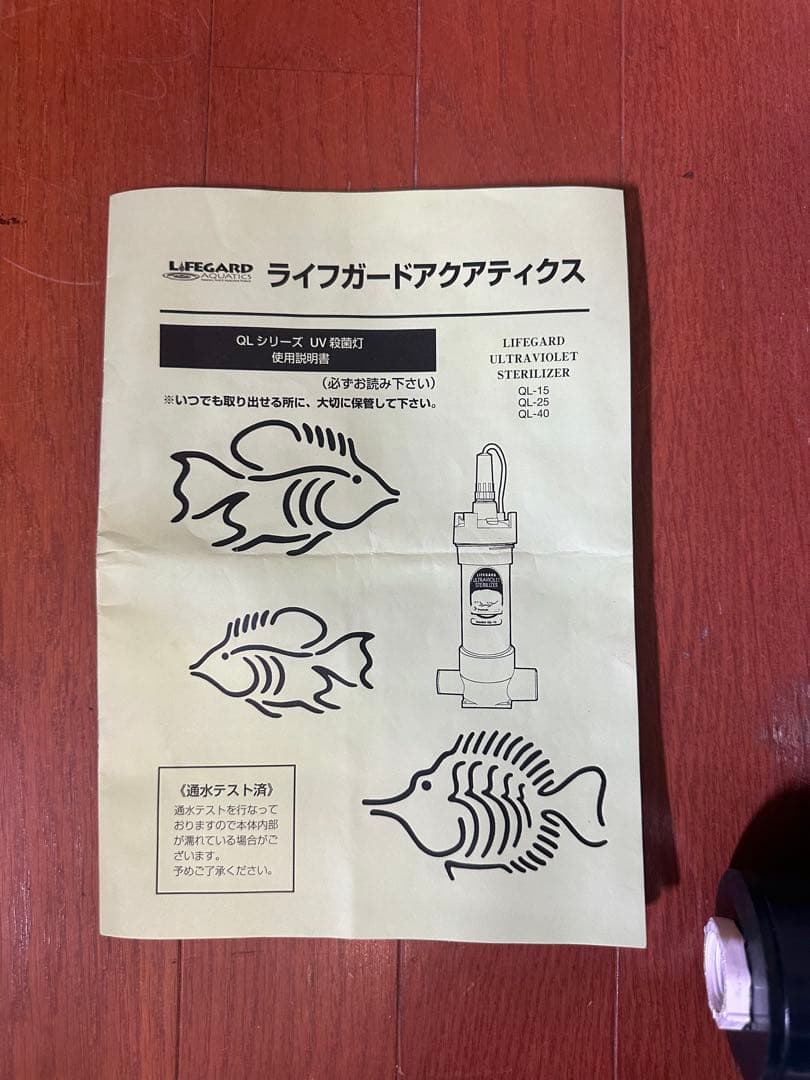 LIFEGARD
AQUATICS
ライフガードアクアティクス
QL シリーズ UV 殺菌灯
使用説明書
(必ずお読み下さい)
※いつでも取り出せる所に、大切に保管して下さい。
LIFEGARD
ULTRAVIOLET
STERILIZER
QL-15
QL-25
QL-40
LIFEGARD
ULTRAVIOLET
STERILIZER
《通水テスト済》
通水テストを行なって
おりますので本体内部
が濡れている場合がご
ざいます。
予めご了承ください。